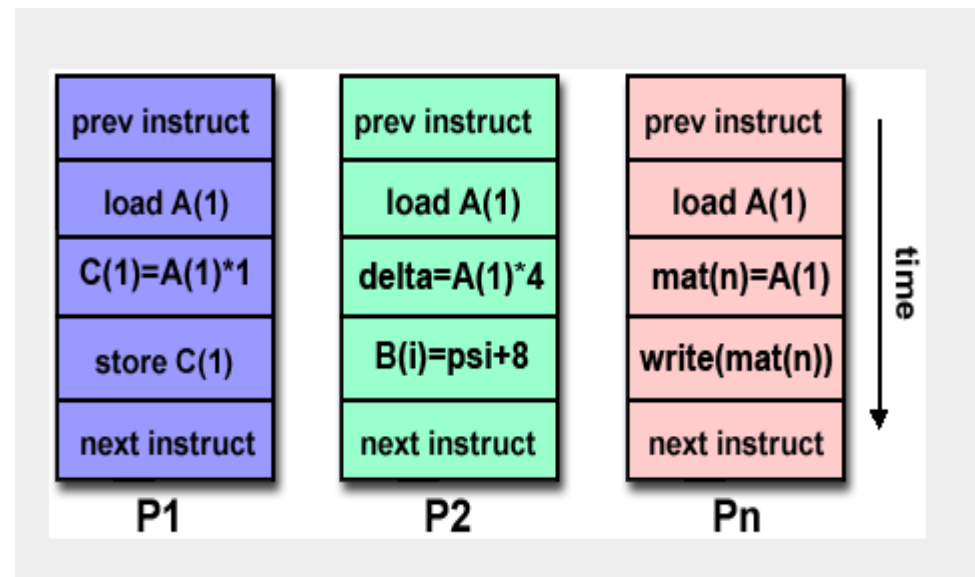 prev instruct
load A(1)
C(1)=A(1)*1
store C(1)
next instruct
P1
prev instruct
load A(1)
delta=A(1)*4
B(i)=psi+8
next instruct
P2
prev instruct
load A(1)
mat(n)=A(1)
write(mat(n))
next instruct
Pn
time